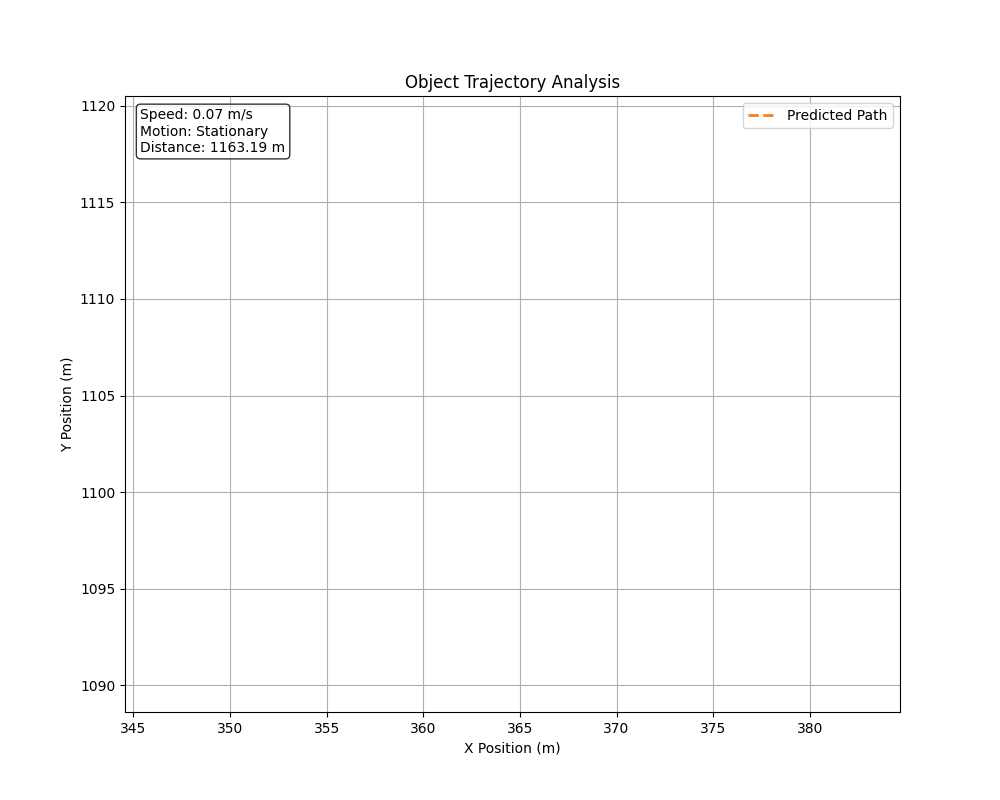 Object Trajectory Analysis
Speed: 0.07 m/s
Motion: Stationary
Distance: 1163.19 m
Predicted Path
Y Position (m)
1120
1115
1110
1105
1100
1095
1090
345 350 355 360 365 370 375 380
X Position (m)